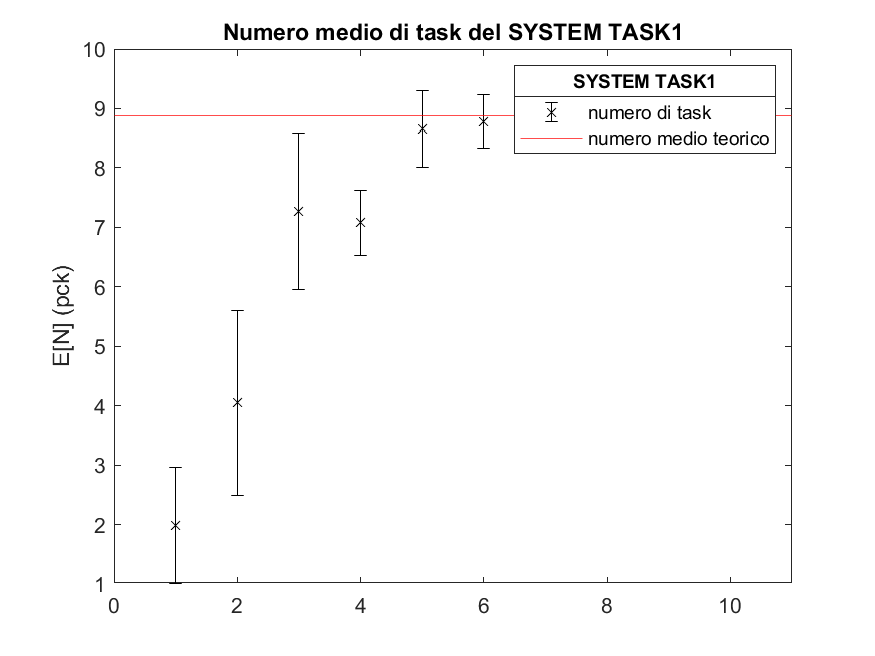 Numero medio di task del SYSTEM TASK1
10
9
8
7
6
5
4
3
2
1
E[N] (pck)
SYSTEM TASK1
numero di task
numero medio teorico
0 2 4 6 8 10